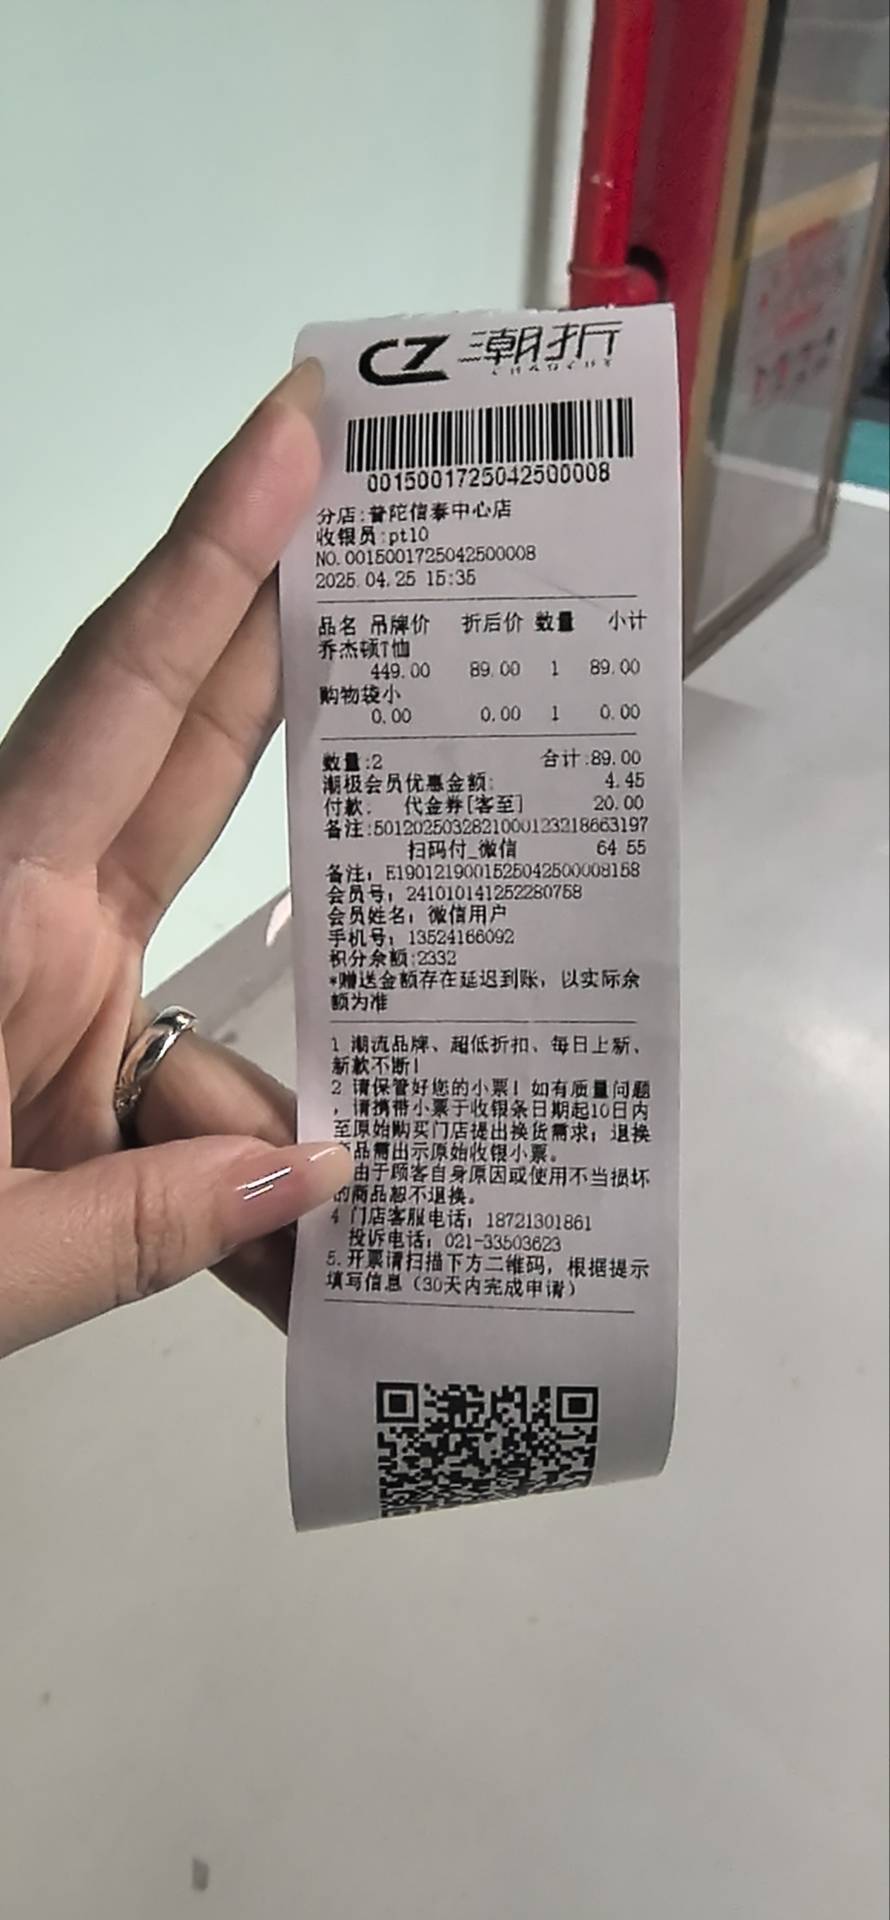 CZ 潮折
0015001725042500008
分店:普陀信泰中心店
收银员:pt10
NO.0015001725042500008
2025.04.25 15:35
品名 吊牌价 折后价 数量 小计
乔杰顿T恤
449.00 89.00 1 89.00
购物袋小
0.00 0.00 1 0.00
数量:2 合计:89.00
潮极会员优惠金额: 4.45
付款: 代金券[客至] 20.00
备注:5012025032821000123218663197
扫码付_微信 64.55
备注: E19012190015250425000008158
会员号: 241010141252280758
会员姓名: 微信用户
手机号: 13524166092
积分余额:2332
*赠送金额存在延迟到账，以实际余
额为准
1 潮流品牌、超低折扣、每日上新、
新款不断!
2 请保管好您的小票! 如有质量问题
，请携带小票于收银条日期起10日内
至原始购买门店提出换货需求; 退换
商品需出示原始收银小票。
由于顾客自身原因或使用不当损坏
的商品恕不退换。
4 门店客服电话: 18721301861
投诉电话: 021-33503623
5.开票请扫描下方二维码，根据提示
填写信息（30天内完成申请）